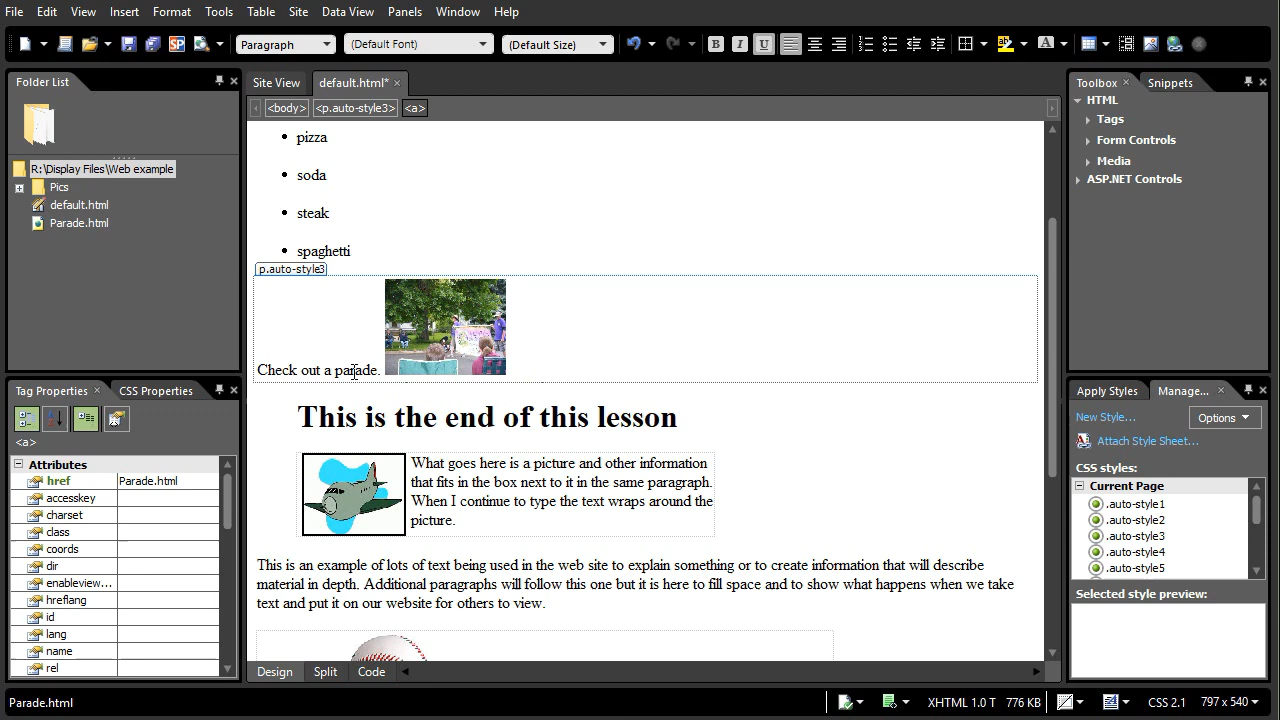 File Edit View Insert Format Tools Table Site Data View Panels Window Help
Paragraph (Default Font) (Default Size) B I U ab A
Folder List
R:\Display Files\Web example
Pics
default.html
Parade.html
Tag Properties × CSS Properties
<a>
Attributes
href Parade.html
accesskey
charset
class
coords
dir
enableview...
hreflang
id
lang
name
rel
Site View default.html* ×
<body> <p.auto-style3> <a>
• pizza
• soda
• steak
• spaghetti
p.auto-style3
Check out a parade.
This is the end of this lesson
What goes here is a picture and other information
that fits in the box next to it in the same paragraph.
When I continue to type the text wraps around the
picture.
This is an example of lots of text being used in the web site to explain something or to create information that will describe
material in depth. Additional paragraphs will follow this one but it is here to fill space and to show what happens when we take
text and put it on our website for others to view.
Design Split Code
Toolbox × Snippets
HTML
Tags
Form Controls
Media
ASP.NET Controls
Apply Styles Manage... ×
New Style... Options
Attach Style Sheet...
CSS styles:
Current Page
.auto-style1
.auto-style2
.auto-style3
.auto-style4
.auto-style5
Selected style preview:
Parade.html XHTML 1.0 T 776 KB CSS 2.1 797 x 540